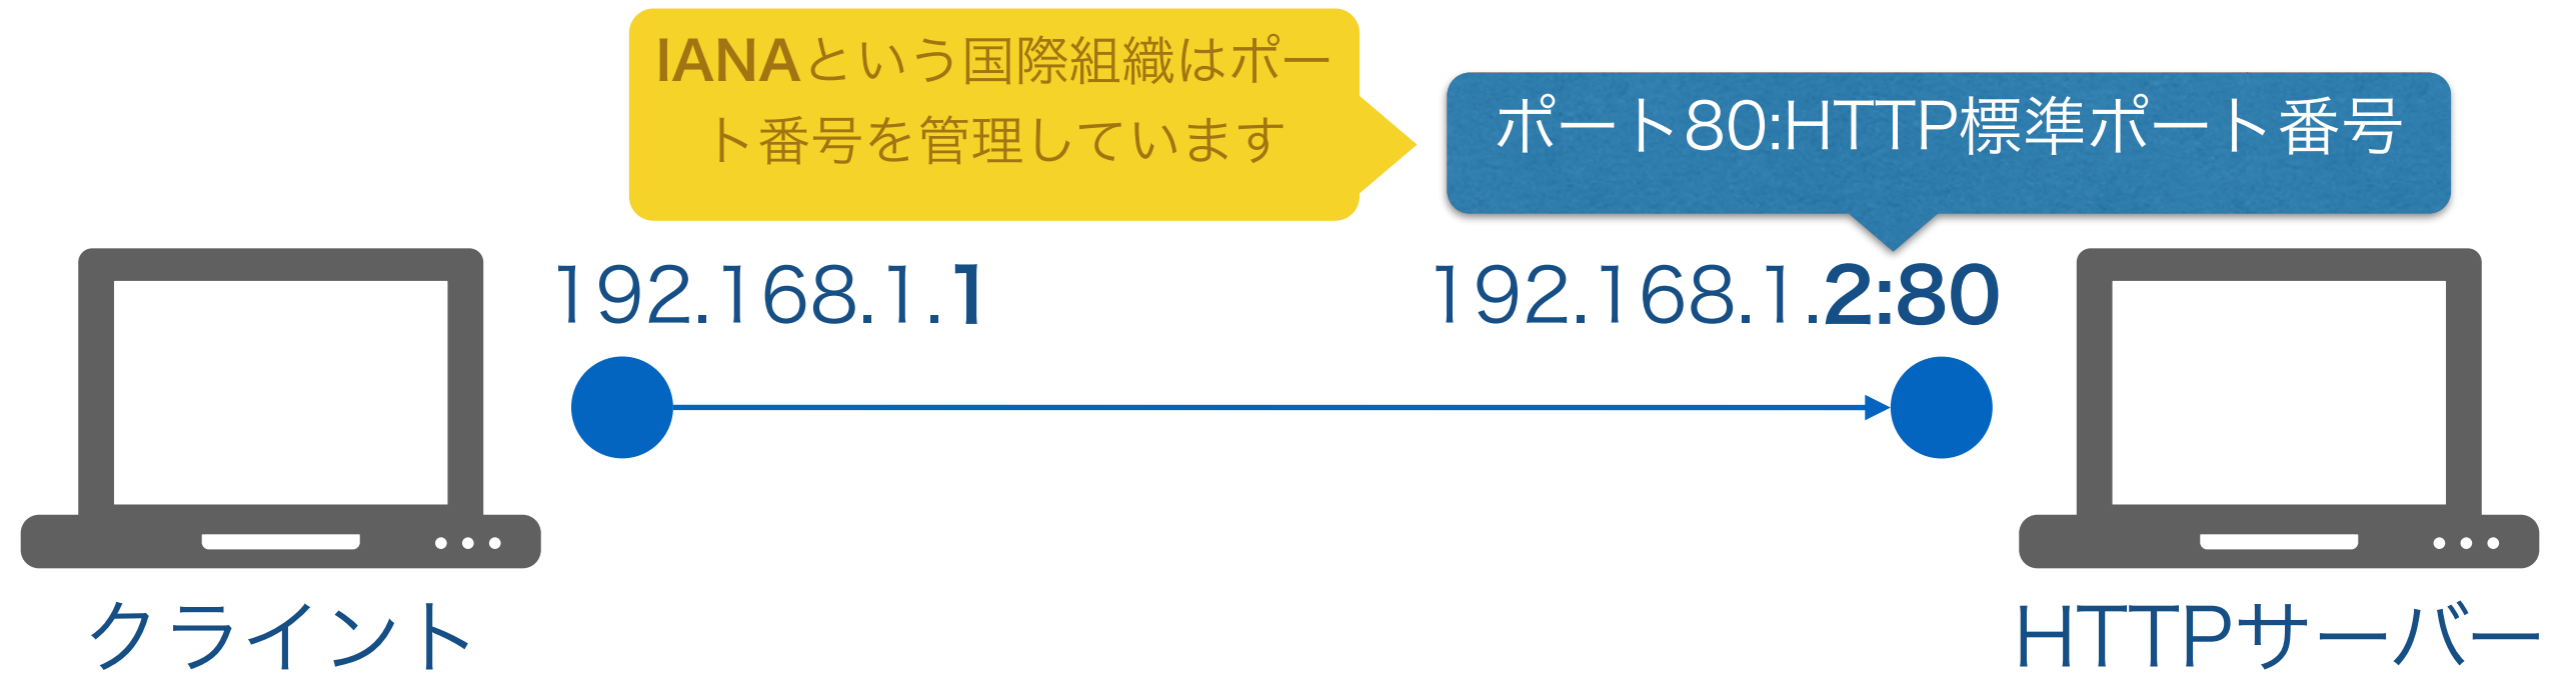 IANAという国際組織はポー
ト番号を管理しています
ポート80:HTTP標準ポート番号
192.168.1.1
192.168.1.2:80
クライント
HTTPサーバー